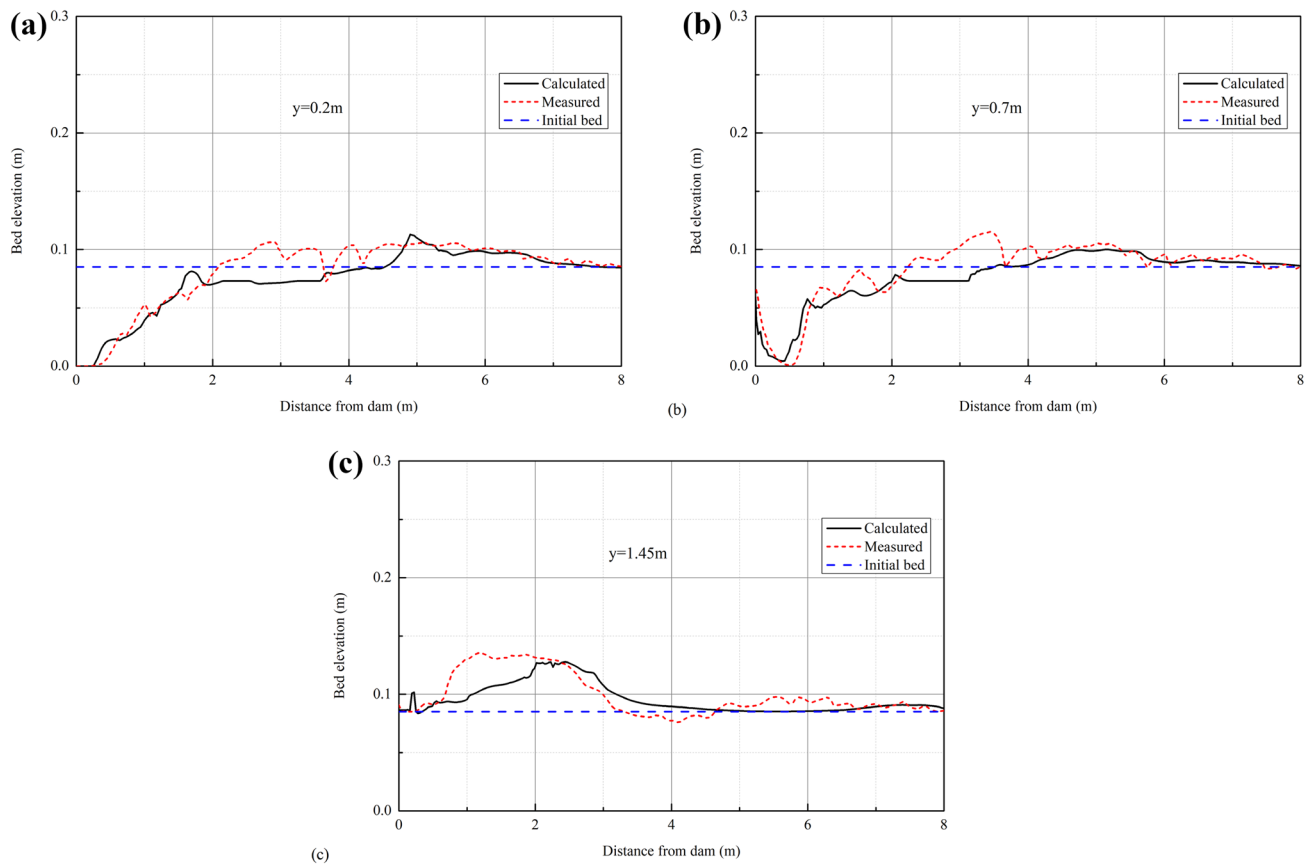 (a)
0.3
0.2
0.1
0.0
Bed elevation (m)
y=0.2m
Calculated
Measured
Initial bed
0
2
4
6
8
Distance from dam (m)
(b)
0.3
0.2
0.1
0.0
Bed elevation (m)
y=0.7m
Calculated
Measured
Initial bed
0
2
4
6
8
Distance from dam (m)
(b)
(c)
0.3
0.2
0.1
0.0
Bed elevation (m)
y=1.45m
Calculated
Measured
Initial bed
0
2
4
6
8
Distance from dam (m)
(c)